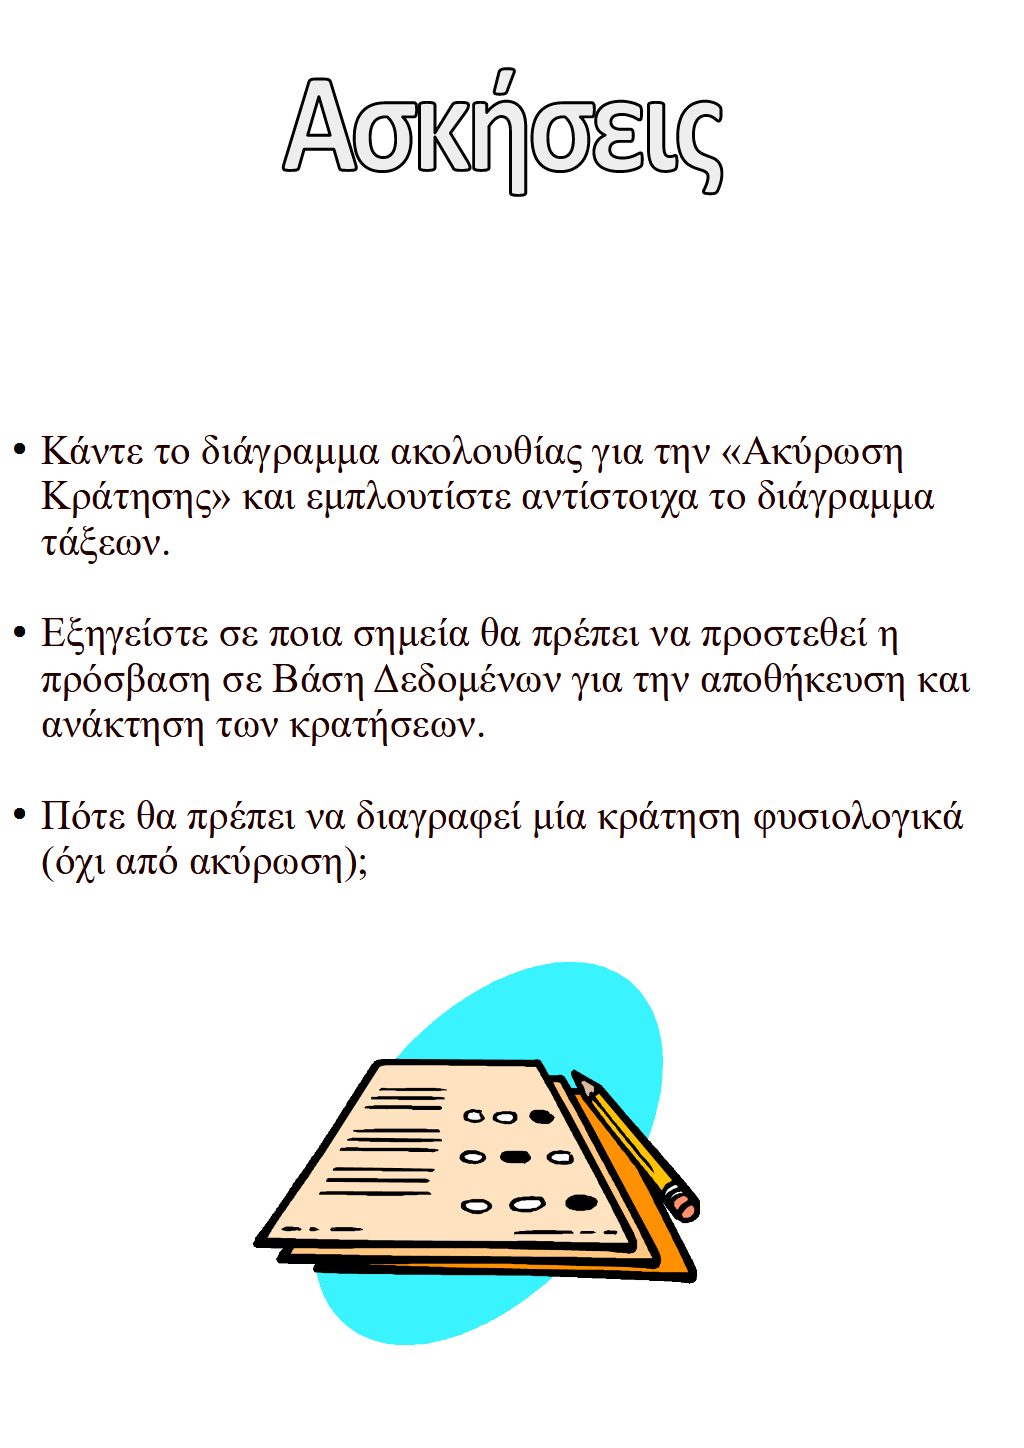 Ασκήσεις
• Κάντε το διάγραμμα ακολουθίας για την «Ακύρωση
Κράτησης» και εμπλουτίστε αντίστοιχα το διάγραμμα
τάξεων.
• Εξηγείστε σε ποια σημεία θα πρέπει να προστεθεί η
πρόσβαση σε Βάση Δεδομένων για την αποθήκευση και
ανάκτηση των κρατήσεων.
• Πότε θα πρέπει να διαγραφεί μία κράτηση φυσιολογικά
(όχι από ακύρωση);